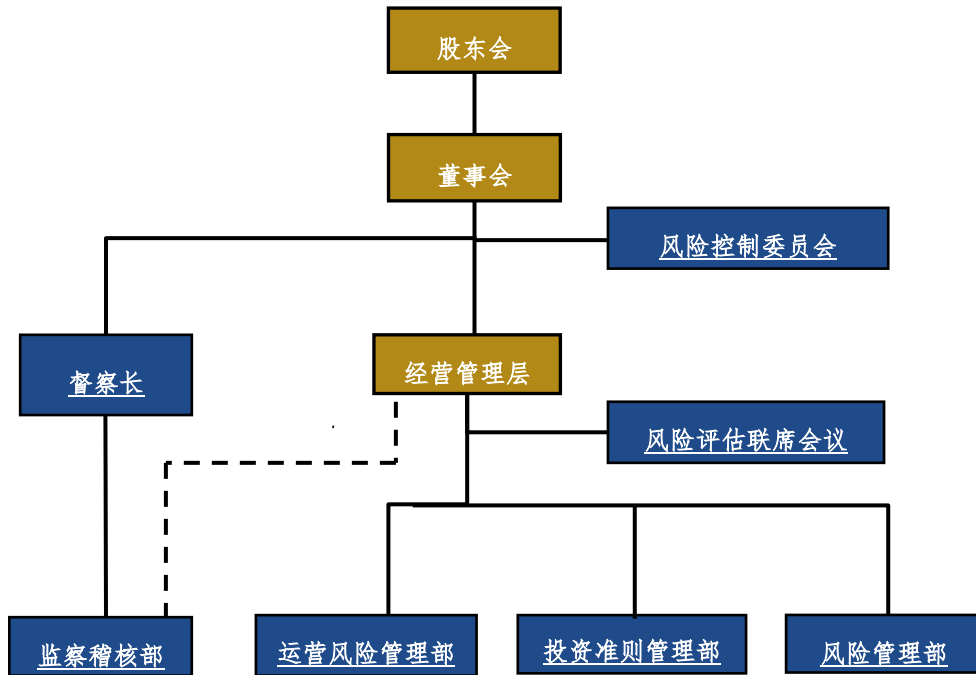 股东会
董事会
风险控制委员会
督察长
经营管理层
风险评估联席会议
监察稽核部
运营风险管理部
投资准则管理部
风险管理部